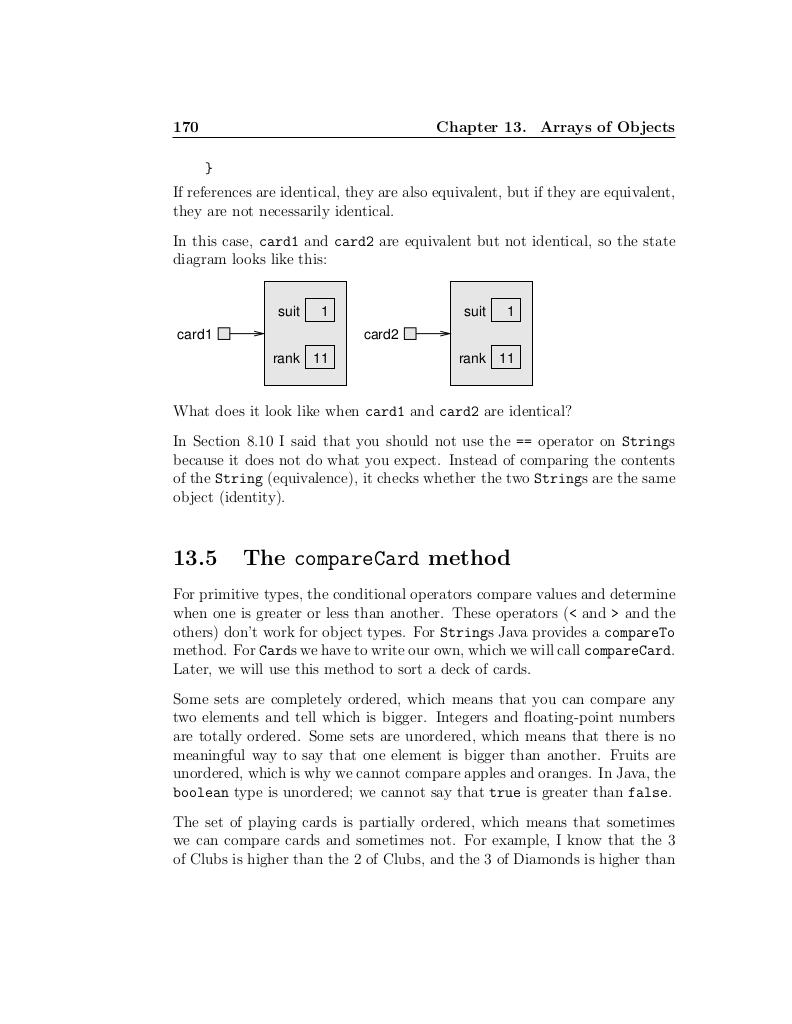 170 Chapter 13. Arrays of Objects
}
If references are identical, they are also equivalent, but if they are equivalent,
they are not necessarily identical.
In this case, card1 and card2 are equivalent but not identical, so the state
diagram looks like this:
suit 1 suit 1
card1 card2
rank 11 rank 11
What does it look like when card1 and card2 are identical?
In Section 8.10 I said that you should not use the == operator on Strings
because it does not do what you expect. Instead of comparing the contents
of the String (equivalence), it checks whether the two Strings are the same
object (identity).
13.5 The compareCard method
For primitive types, the conditional operators compare values and determine
when one is greater or less than another. These operators (< and > and the
others) don't work for object types. For Strings Java provides a compareTo
method. For Cards we have to write our own, which we will call compareCard.
Later, we will use this method to sort a deck of cards.
Some sets are completely ordered, which means that you can compare any
two elements and tell which is bigger. Integers and floating-point numbers
are totally ordered. Some sets are unordered, which means that there is no
meaningful way to say that one element is bigger than another. Fruits are
unordered, which is why we cannot compare apples and oranges. In Java, the
boolean type is unordered; we cannot say that true is greater than false.
The set of playing cards is partially ordered, which means that sometimes
we can compare cards and sometimes not. For example, I know that the 3
of Clubs is higher than the 2 of Clubs, and the 3 of Diamonds is higher than